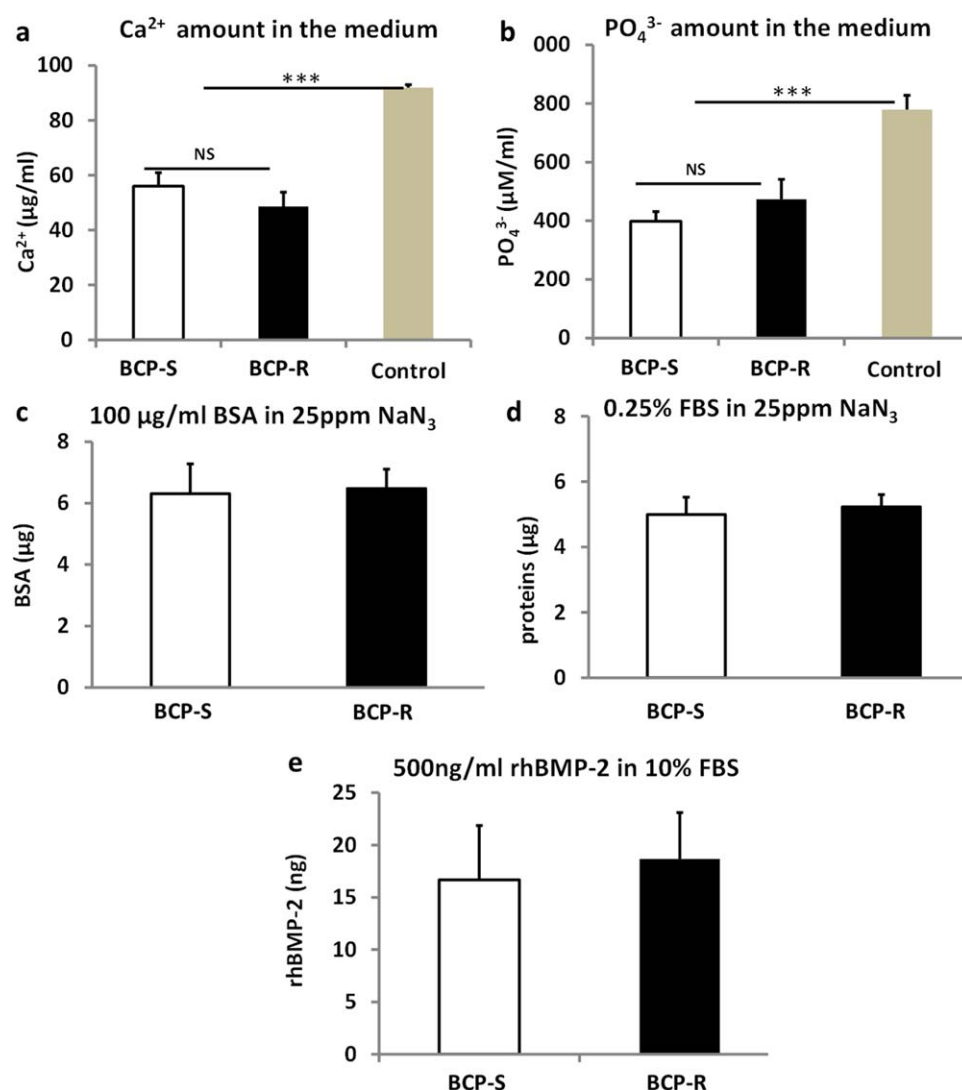 a Ca²⁺ amount in the medium
100
80
60
40
20
0
Ca²⁺ (µg/ml)
***
NS
BCP-S BCP-R Control
b PO₄³⁻ amount in the medium
000
800
600
400
200
000
PO₄³⁻ (µM/ml)
***
NS
BCP-S BCP-R Control
c 100 µg/ml BSA in 25ppm NaN₃
8
6
4
2
0
BSA (µg)
BCP-S BCP-R
d 0.25% FBS in 25ppm NaN₃
8
6
4
2
0
proteins (µg)
BCP-S BCP-R
e 500ng/ml rhBMP-2 in 10% FBS
25
20
15
10
5
0
rhBMP-2 (ng)
BCP-S BCP-R